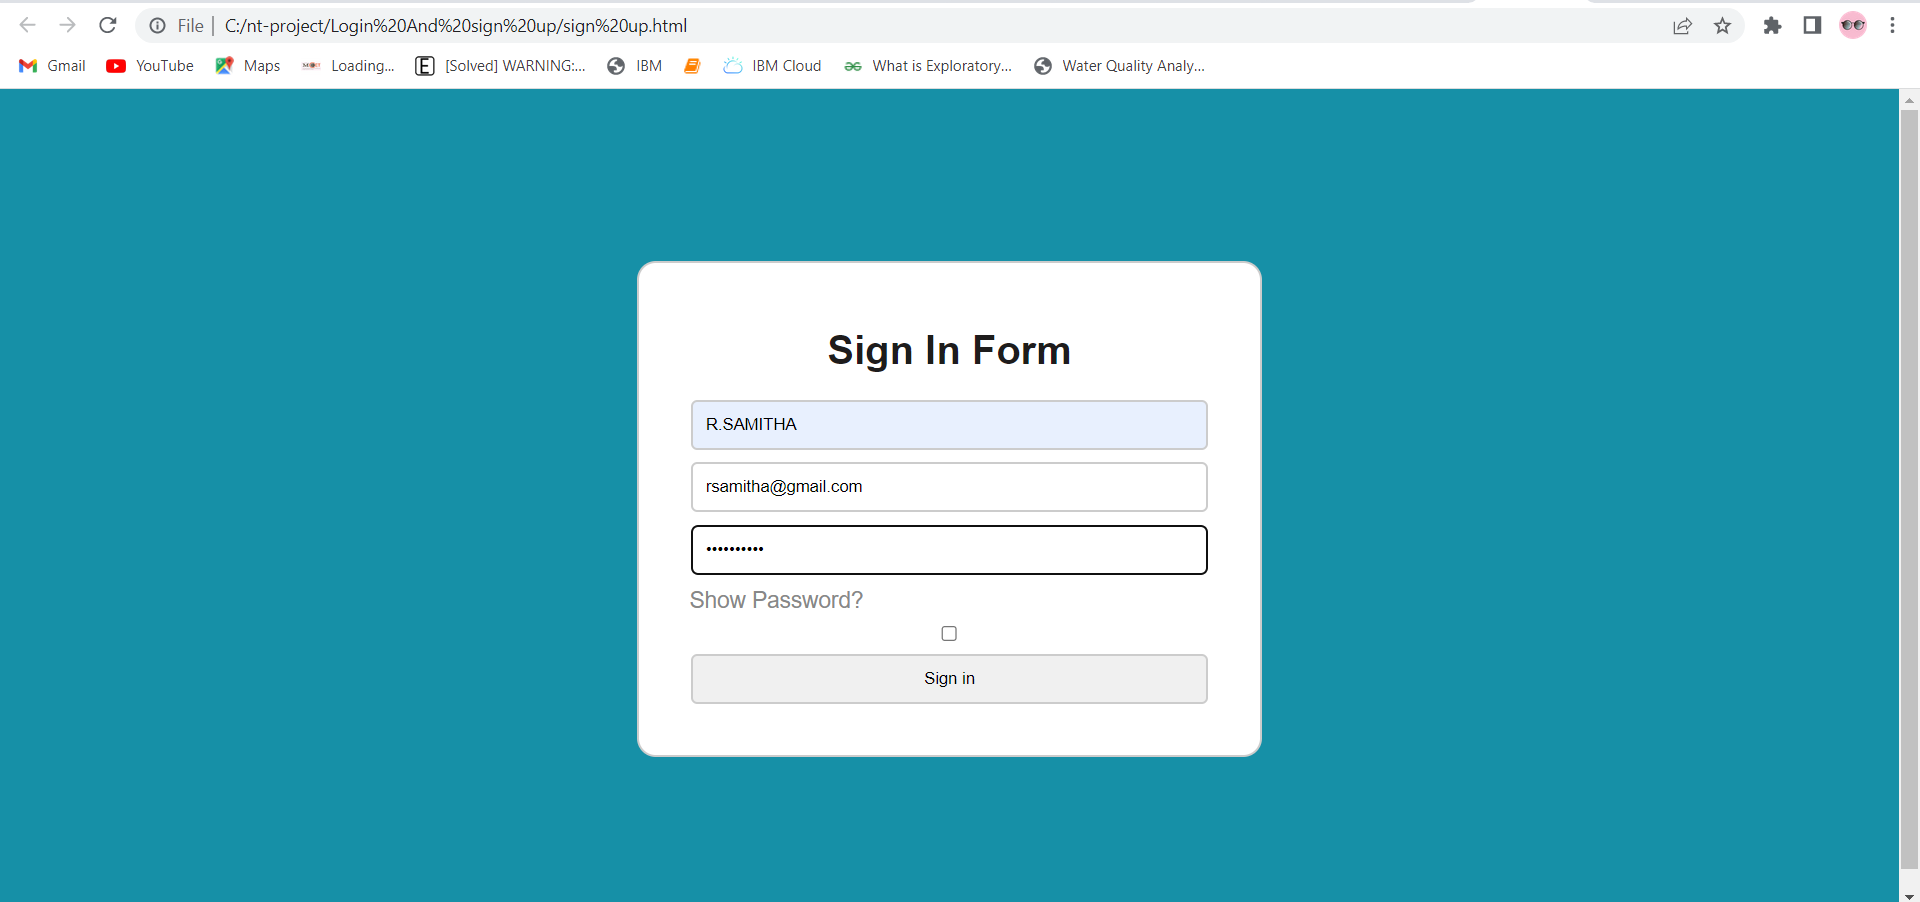 File | C:/nt-project/Login%20And%20sign%20up/sign%20up.html
Gmail YouTube Maps Loading... E [Solved] WARNING:... IBM IBM Cloud What is Exploratory... Water Quality Analy...
Sign In Form
R.SAMITHA
rsamitha@gmail.com
••••••••••
Show Password?
Sign in